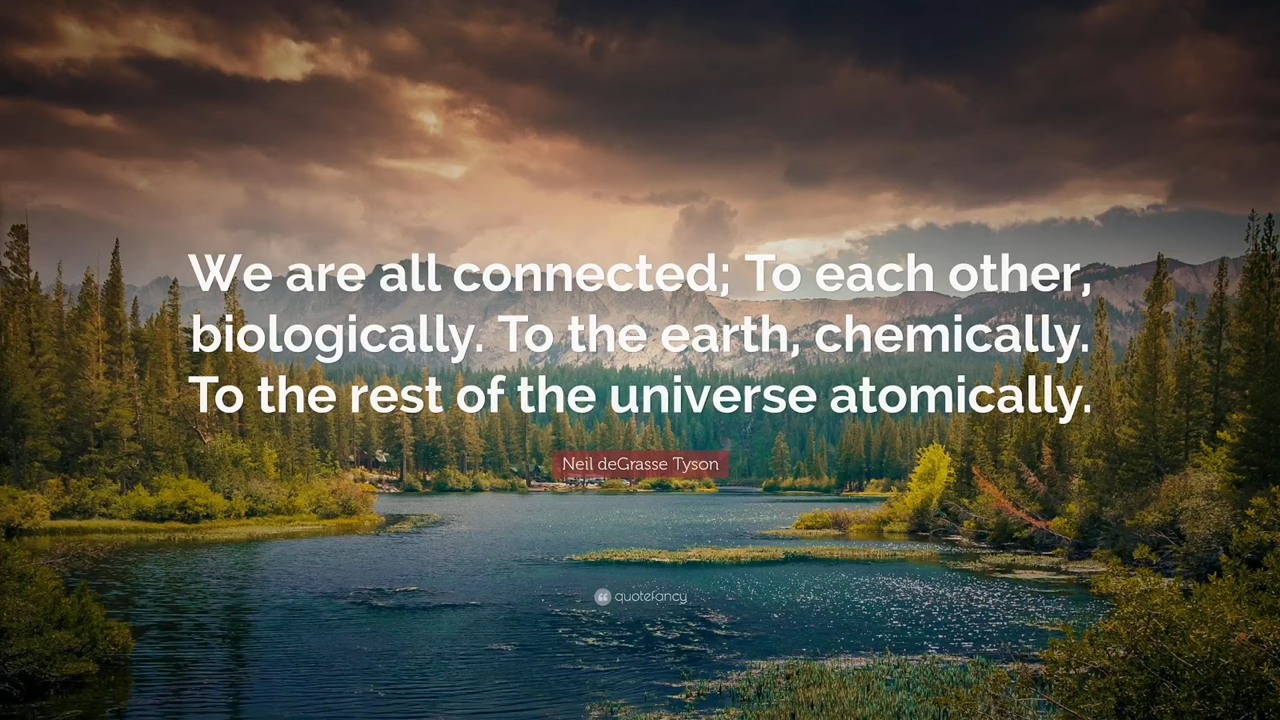 We are all connected; To each other,
biologically. To the earth, chemically.
To the rest of the universe atomically.
Neil deGrasse Tyson
quotefancy